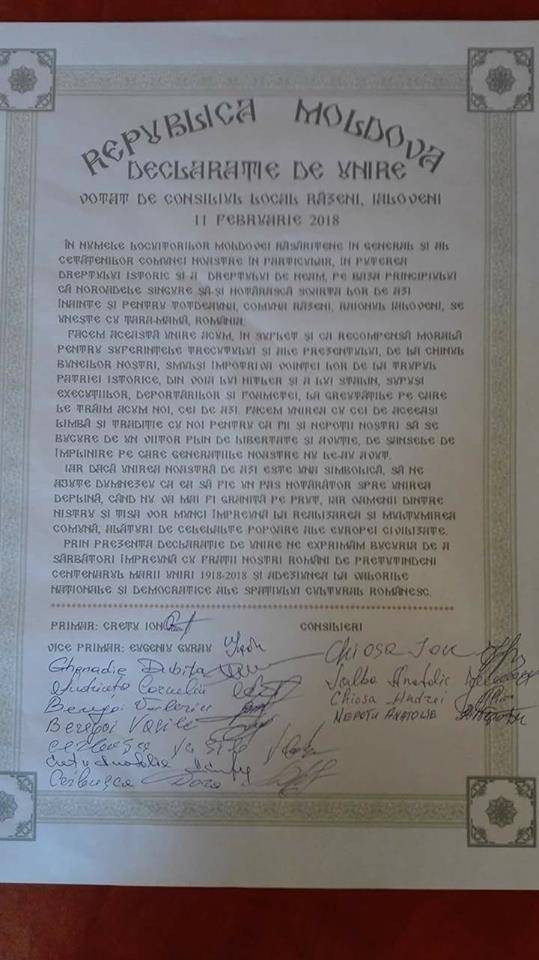 REPUBLICA MOLDOVA
DECLARATIE DE UNIRE
VOTAT DE CONSILIUL LOCAL RĂZENI, IALOVENI
11 FEBRUARIE 2018
ÎN NUMELE LOCUITORILOR MOLDOVEI RĂSĂRITENE ÎN GENERAL ȘI AL
CETĂȚENILOR COMUNEI NOASTRE ÎN PARTICULAR, ÎN PUTEREA
DREPTULUI ISTORIC ȘI A DREPTULUI DE NEAM, PE BAZA PRINCIPIULUI
CĂ NOROADELE SINGURE SĂ-ȘI HOTĂRASCĂ SOARTA LOR DE AZI
ÎNAINTE ȘI PENTRU TOTDEAUNA, COMUNA RĂZENI, RAIONUL IALOVENI, SE
UNEȘTE CU ȚARA-MAMĂ, ROMÂNIA.
FACEM ACEASTĂ UNIRE ACUM, ÎN SUFLET ȘI CA RECOMPENSĂ MORALĂ
PENTRU SUFERINȚELE TRECUTULUI ȘI ALE PREZENTULUI, DE LA CHINUL
BUNEILOR NOȘTRI, SMULȘI ÎMPOTRIVA VOINȚEI LOR DE LA TRUPUL
PATRIEI ISTORICE, DIN VOIA LUI HITLER ȘI A LUI STALIN, SUPUȘI
EXECUȚIILOR, DEPORTĂRILOR ȘI FOAMETEI, LA GREUTĂȚILE PE CARE
LE TRĂIM ACUM NOI, CEI DE AZI. FACEM UNIREA CU CEI DE ACEEAȘI
LIMBĂ ȘI TRADIȚIE CU NOI PENTRU CA FII ȘI NEPOȚII NOȘTRI SĂ SE
BUCURE DE UN VIITOR PLIN DE LIBERTATE ȘI AVUȚIE, DE ȘANSELE DE
ÎMPLINIRE PE CARE GENERAȚIILE NOASTRE NU LE-AU AVUT.
IAR DACĂ UNIREA NOASTRĂ DE AZI ESTE UNA SIMBOLICĂ, SĂ NE
AJUTE DUMNEZEU CA EA SĂ FIE UN PAS HOTĂRÂTOR SPRE UNIREA
DEPLINĂ, CÂND NU VA MAI FI GRANIȚĂ PE PRUT, IAR OAMENII DINTRE
NISTRU ȘI TISA VOR MUNCI ÎMPREUNĂ LA REALIZAREA ȘI MULȚUMIREA
COMUNĂ, ALĂTURI DE CELELALTE POPOARE ALE EUROPEI CIVILIZATE.
PRIN PREZENTA DECLARAȚIE DE UNIRE NE EXPRIMĂM BUCURIA DE A
SĂRBĂTORI ÎMPREUNĂ CU FRAȚII NOȘTRI ROMÂNI DE PRETUTINDENI
CENTENARUL MARII UNIRI 1918-2018 ȘI ADEZIUNEA LA VALORILE
NAȚIONALE ȘI DEMOCRATICE ALE SPAȚIULUI CULTURAL ROMÂNESC.
PRIMAR: CREȚU ION
CONSILIERI
VICE PRIMAR: EUGENIU GURAU
Chiosa Ion
Ghenadie
Chiosa Andrei
NEPOTU ANATOLIE
Corneliu
Beregoi Valeriu
Beregoi Vasile